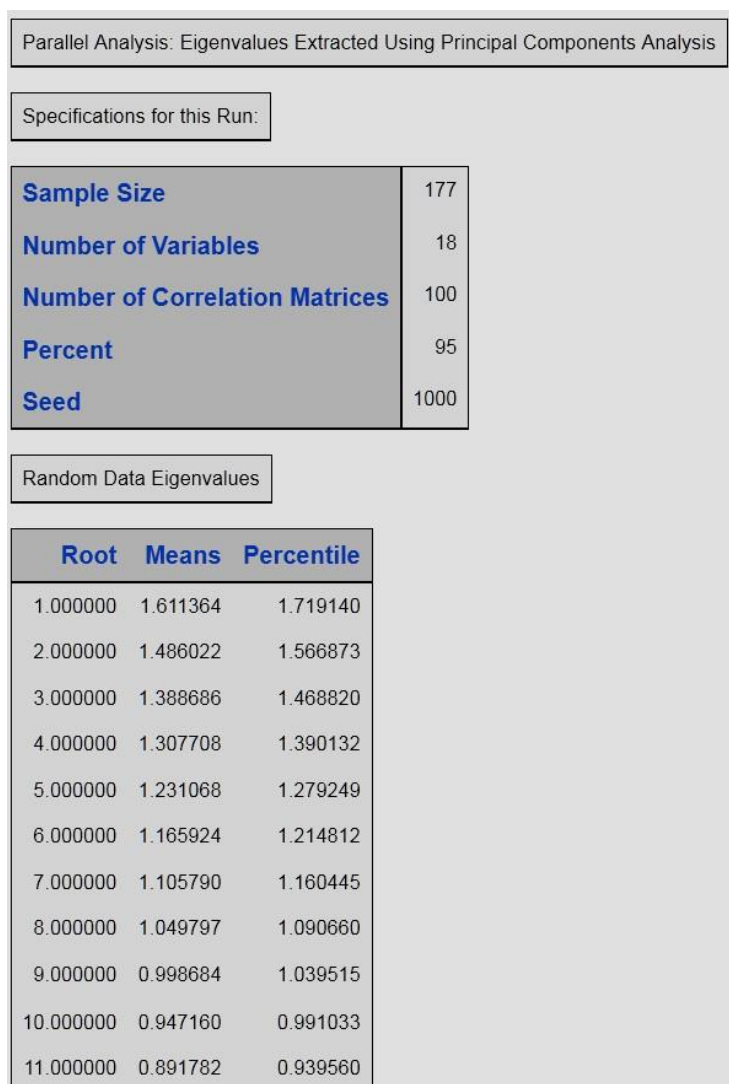 Parallel Analysis: Eigenvalues Extracted Using Principal Components Analysis
Specifications for this Run:
Sample Size 177
Number of Variables 18
Number of Correlation Matrices 100
Percent 95
Seed 1000
Random Data Eigenvalues
Root Means Percentile
1.000000 1.611364 1.719140
2.000000 1.486022 1.566873
3.000000 1.388686 1.468820
4.000000 1.307708 1.390132
5.000000 1.231068 1.279249
6.000000 1.165924 1.214812
7.000000 1.105790 1.160445
8.000000 1.049797 1.090660
9.000000 0.998684 1.039515
10.000000 0.947160 0.991033
11.000000 0.891782 0.939560